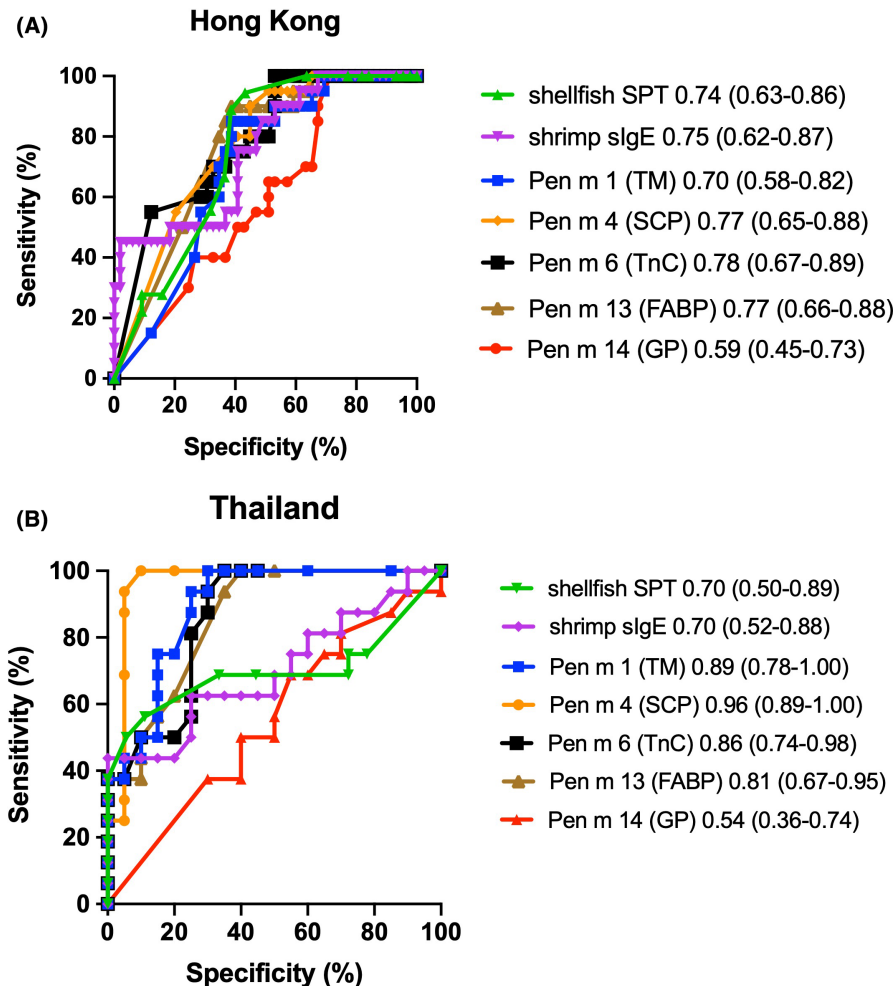 (A)
Hong Kong
100
80
60
40
20
0
Sensitivity (%)
0 20 40 60 80 100
Specificity (%)
shellfish SPT 0.74 (0.63-0.86)
shrimp sIgE 0.75 (0.62-0.87)
Pen m 1 (TM) 0.70 (0.58-0.82)
Pen m 4 (SCP) 0.77 (0.65-0.88)
Pen m 6 (TnC) 0.78 (0.67-0.89)
Pen m 13 (FABP) 0.77 (0.66-0.88)
Pen m 14 (GP) 0.59 (0.45-0.73)
(B)
Thailand
100
80
60
40
20
0
Sensitivity (%)
0 20 40 60 80 100
Specificity (%)
shellfish SPT 0.70 (0.50-0.89)
shrimp sIgE 0.70 (0.52-0.88)
Pen m 1 (TM) 0.89 (0.78-1.00)
Pen m 4 (SCP) 0.96 (0.89-1.00)
Pen m 6 (TnC) 0.86 (0.74-0.98)
Pen m 13 (FABP) 0.81 (0.67-0.95)
Pen m 14 (GP) 0.54 (0.36-0.74)